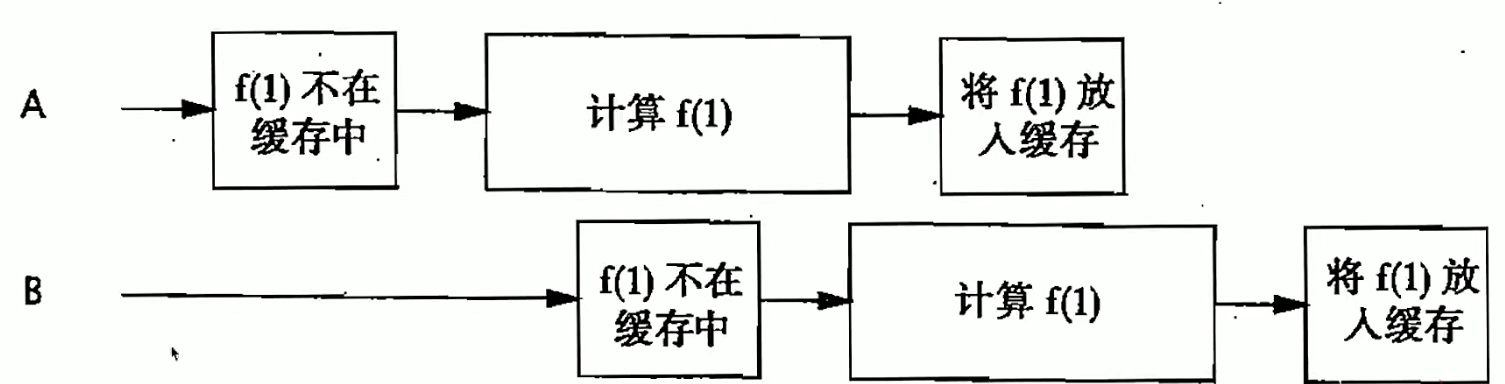 A
f(1) 不在
缓存中
计算 f(1)
将 f(1) 放
入缓存
B
f(1) 不在
缓存中
计算 f(1)
将 f(1) 放
入缓存